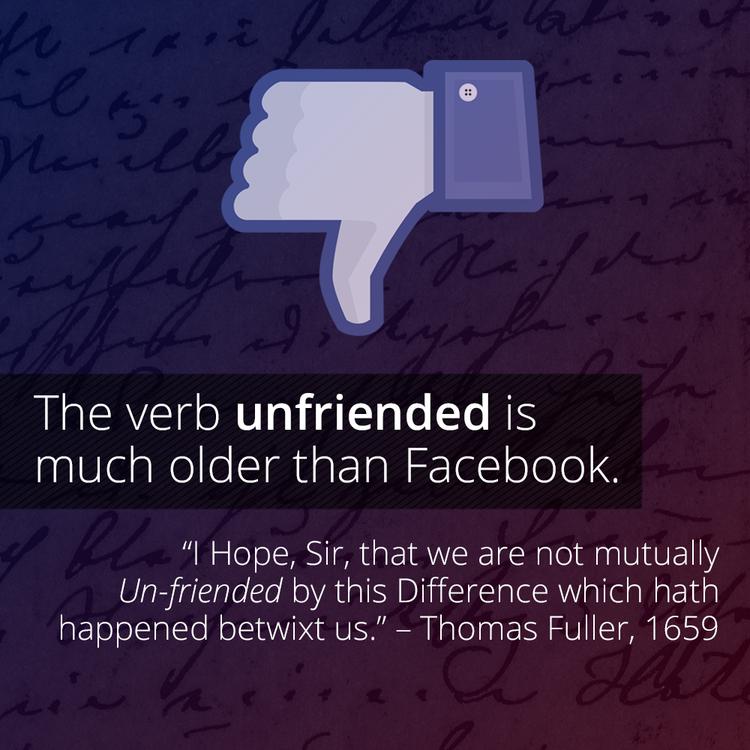 The verb unfriended is
much older than Facebook.
“I Hope, Sir, that we are not mutually
Un-friended by this Difference which hath
happened betwixt us.” – Thomas Fuller, 1659